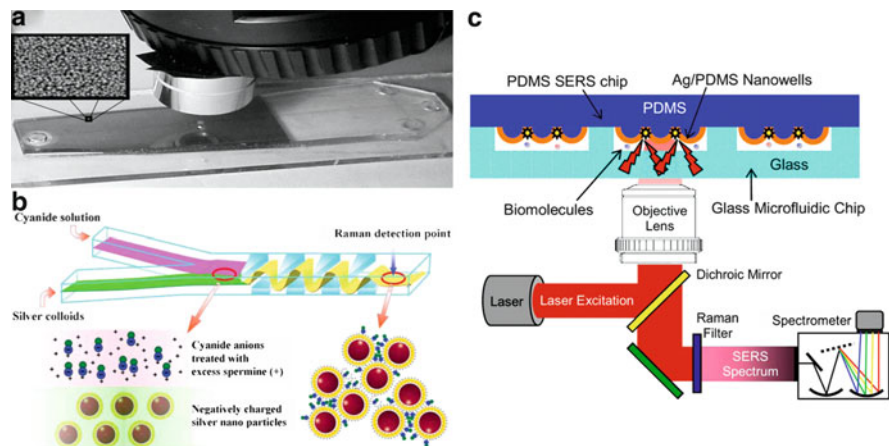 a
b
Cyanide solution
Raman detection point
Silver colloids
Cyanide anions
treated with
excess spermine (+)
Negatively charged
silver nano particles
c
PDMS SERS chip
Ag/PDMS Nanowells
PDMS
Glass
Biomolecules
Glass Microfluidic Chip
Objective
Lens
Dichroic Mirror
Laser
Laser Excitation
Raman
Filter
Spectrometer
SERS
Spectrum